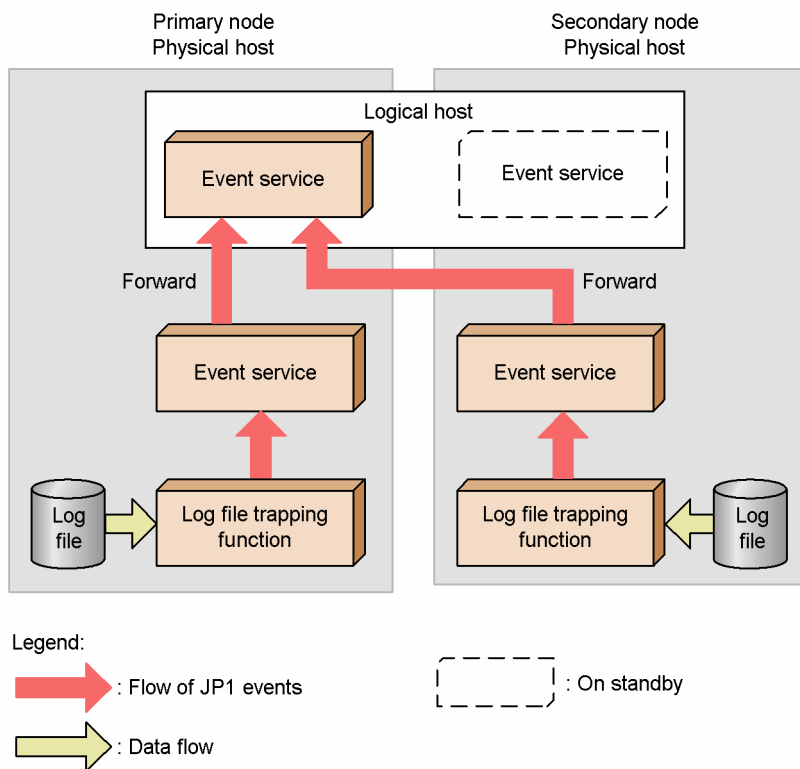 Primary node
Physical host
Secondary node
Physical host
Logical host
Event service
Event service
Forward
Forward
Event service
Event service
Log
file
Log file trapping
function
Log file trapping
function
Log
file
Legend:
: Flow of JP1 events
: On standby
: Data flow